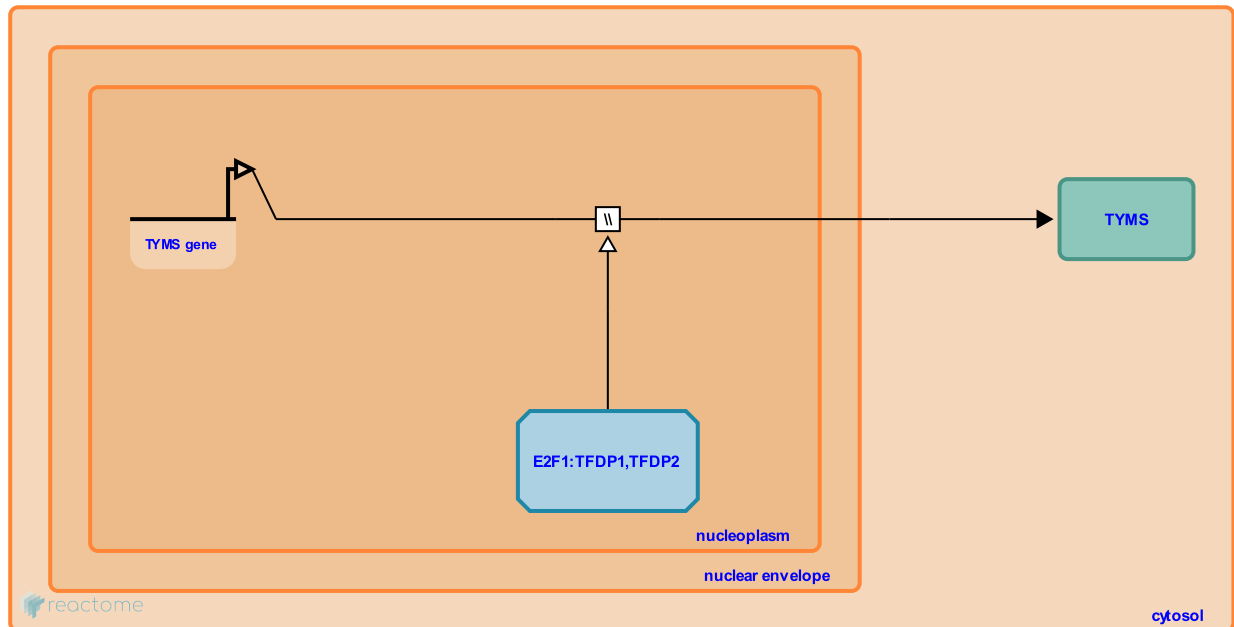 TYMS gene
\\
TYMS
E2F1:TFDP1,TFDP2
nucleoplasm
nuclear envelope
reactome
cytosol